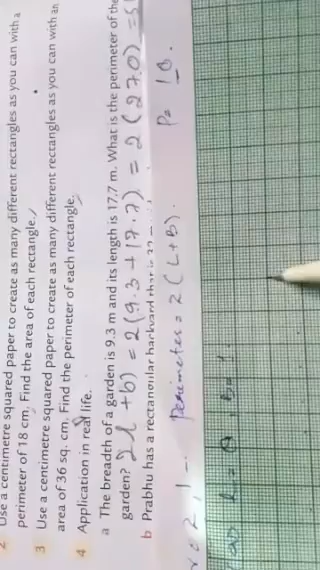 2 Use a centimetre squared paper to create as many different rectangles as you can with a
perimeter of 18 cm. Find the area of each rectangle.
3 Use a centimetre squared paper to create as many different rectangles as you can with an
area of 36 sq. cm. Find the perimeter of each rectangle.
4 Application in real life.
a The breadth of a garden is 9.3 m and its length is 17.7 m. What is the perimeter of the
garden? 2(l+b) = 2(9.3+17.7) = 2(27.0) = 5
b Prabhu has a rectangular backyard that is
Perimeter = 2(L+B).